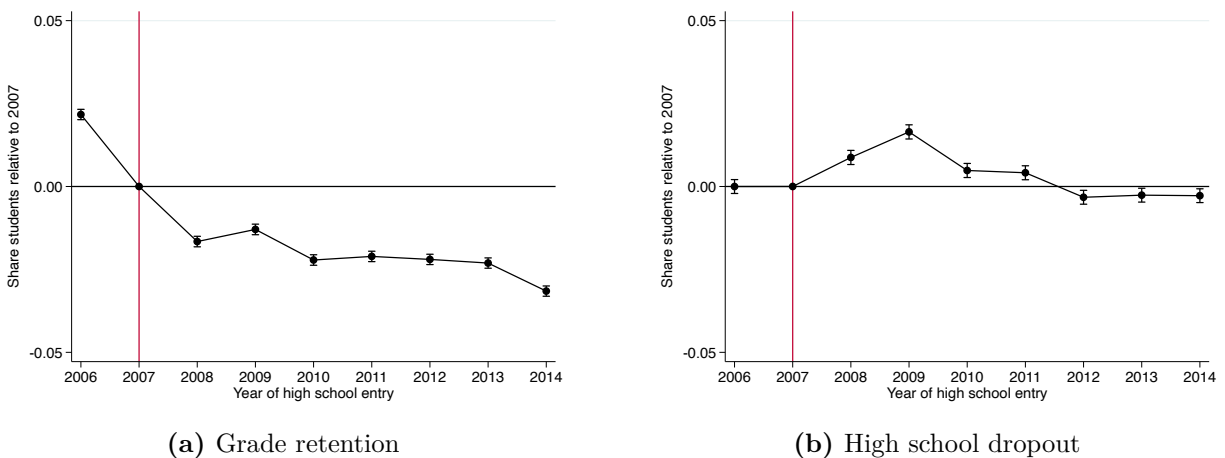 0.05
0.00
-0.05
Share students relative to 2007
2006 2007 2008 2009 2010 2011 2012 2013 2014
Year of high school entry
(a) Grade retention
0.05
0.00
-0.05
Share students relative to 2007
2006 2007 2008 2009 2010 2011 2012 2013 2014
Year of high school entry
(b) High school dropout